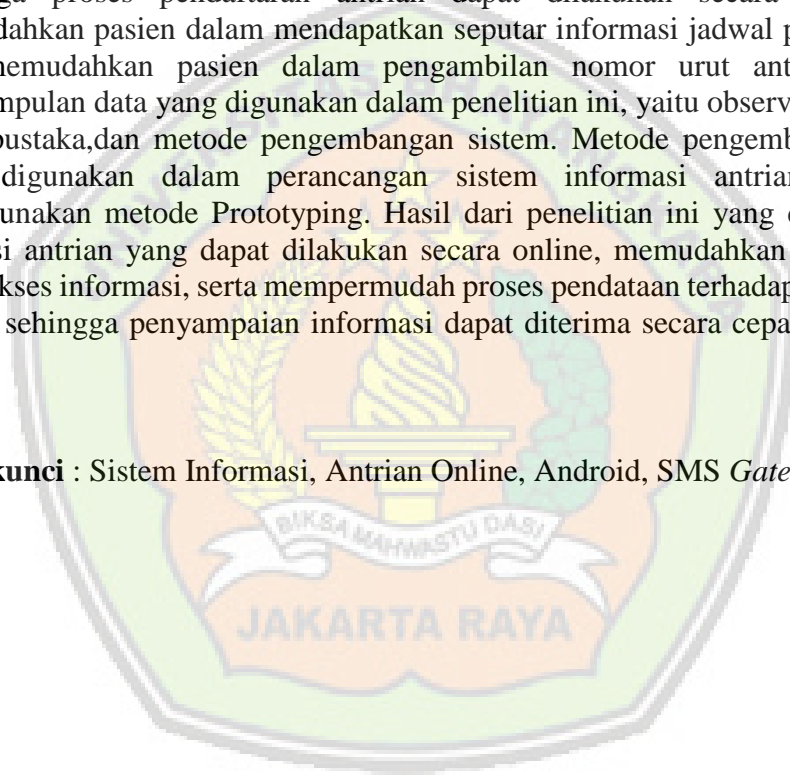 proses pendaftaran antrian dapat dilakukan secara
dahkan pasien dalam mendapatkan seputar informasi jadwal p
memudahkan pasien dalam pengambilan nomor urut ant
mpulan data yang digunakan dalam penelitian ini, yaitu observ
pustaka,dan metode pengembangan sistem. Metode pengemb
digunakan dalam perancangan sistem informasi antrian
unakan metode Prototyping. Hasil dari penelitian ini yang
si antrian yang dapat dilakukan secara online, memudahkan
kses informasi, serta mempermudah proses pendataan terhadap
sehingga penyampaian informasi dapat diterima secara cepa
kunci : Sistem Informasi, Antrian Online, Android, SMS Gate
UNIVERSITAS BHAYANGKARA
BIKSA MAHWASTU DASI
JAKARTA RAYA